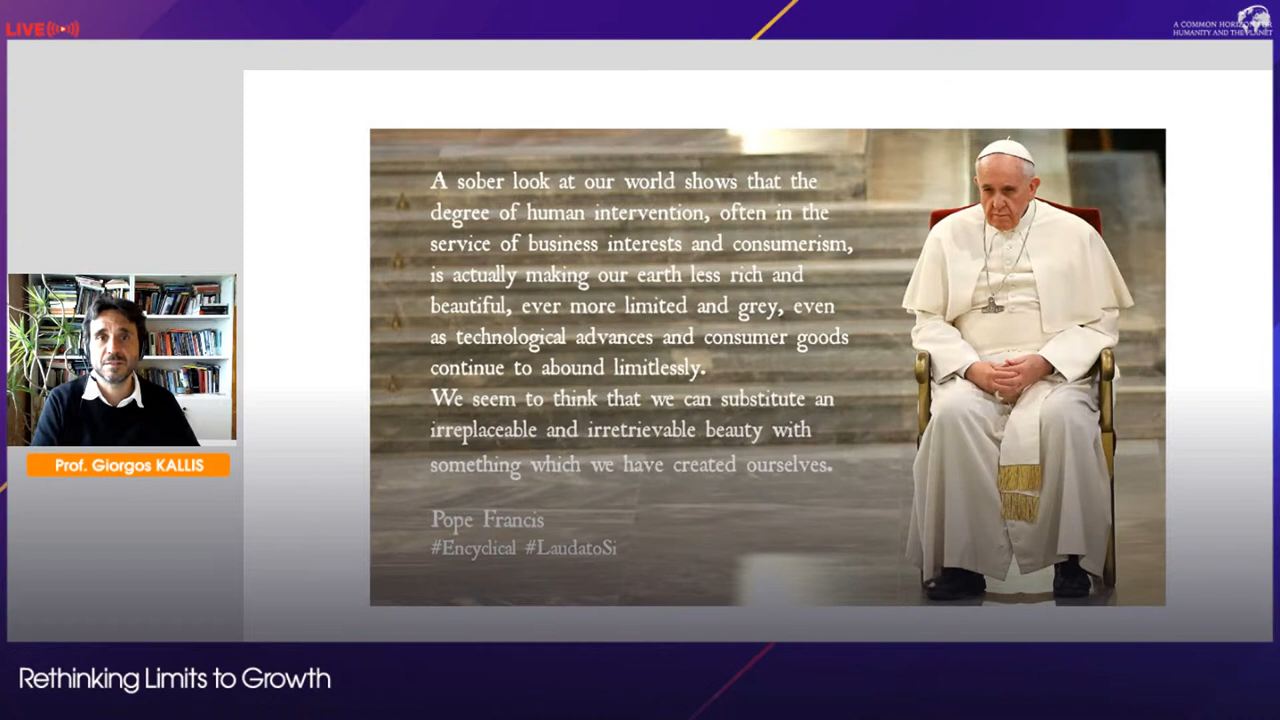 LIVE
A COMMON HORIZON FOR
HUMANITY AND THE PLANET
A sober look at our world shows that the
degree of human intervention, often in the
service of business interests and consumerism,
is actually making our earth less rich and
beautiful, ever more limited and grey, even
as technological advances and consumer goods
continue to abound limitlessly.
We seem to think that we can substitute an
irreplaceable and irretrievable beauty with
something which we have created ourselves.
Pope Francis
#Encyclical #LaudatoSi
Prof. Giorgos KALLIS
Rethinking Limits to Growth